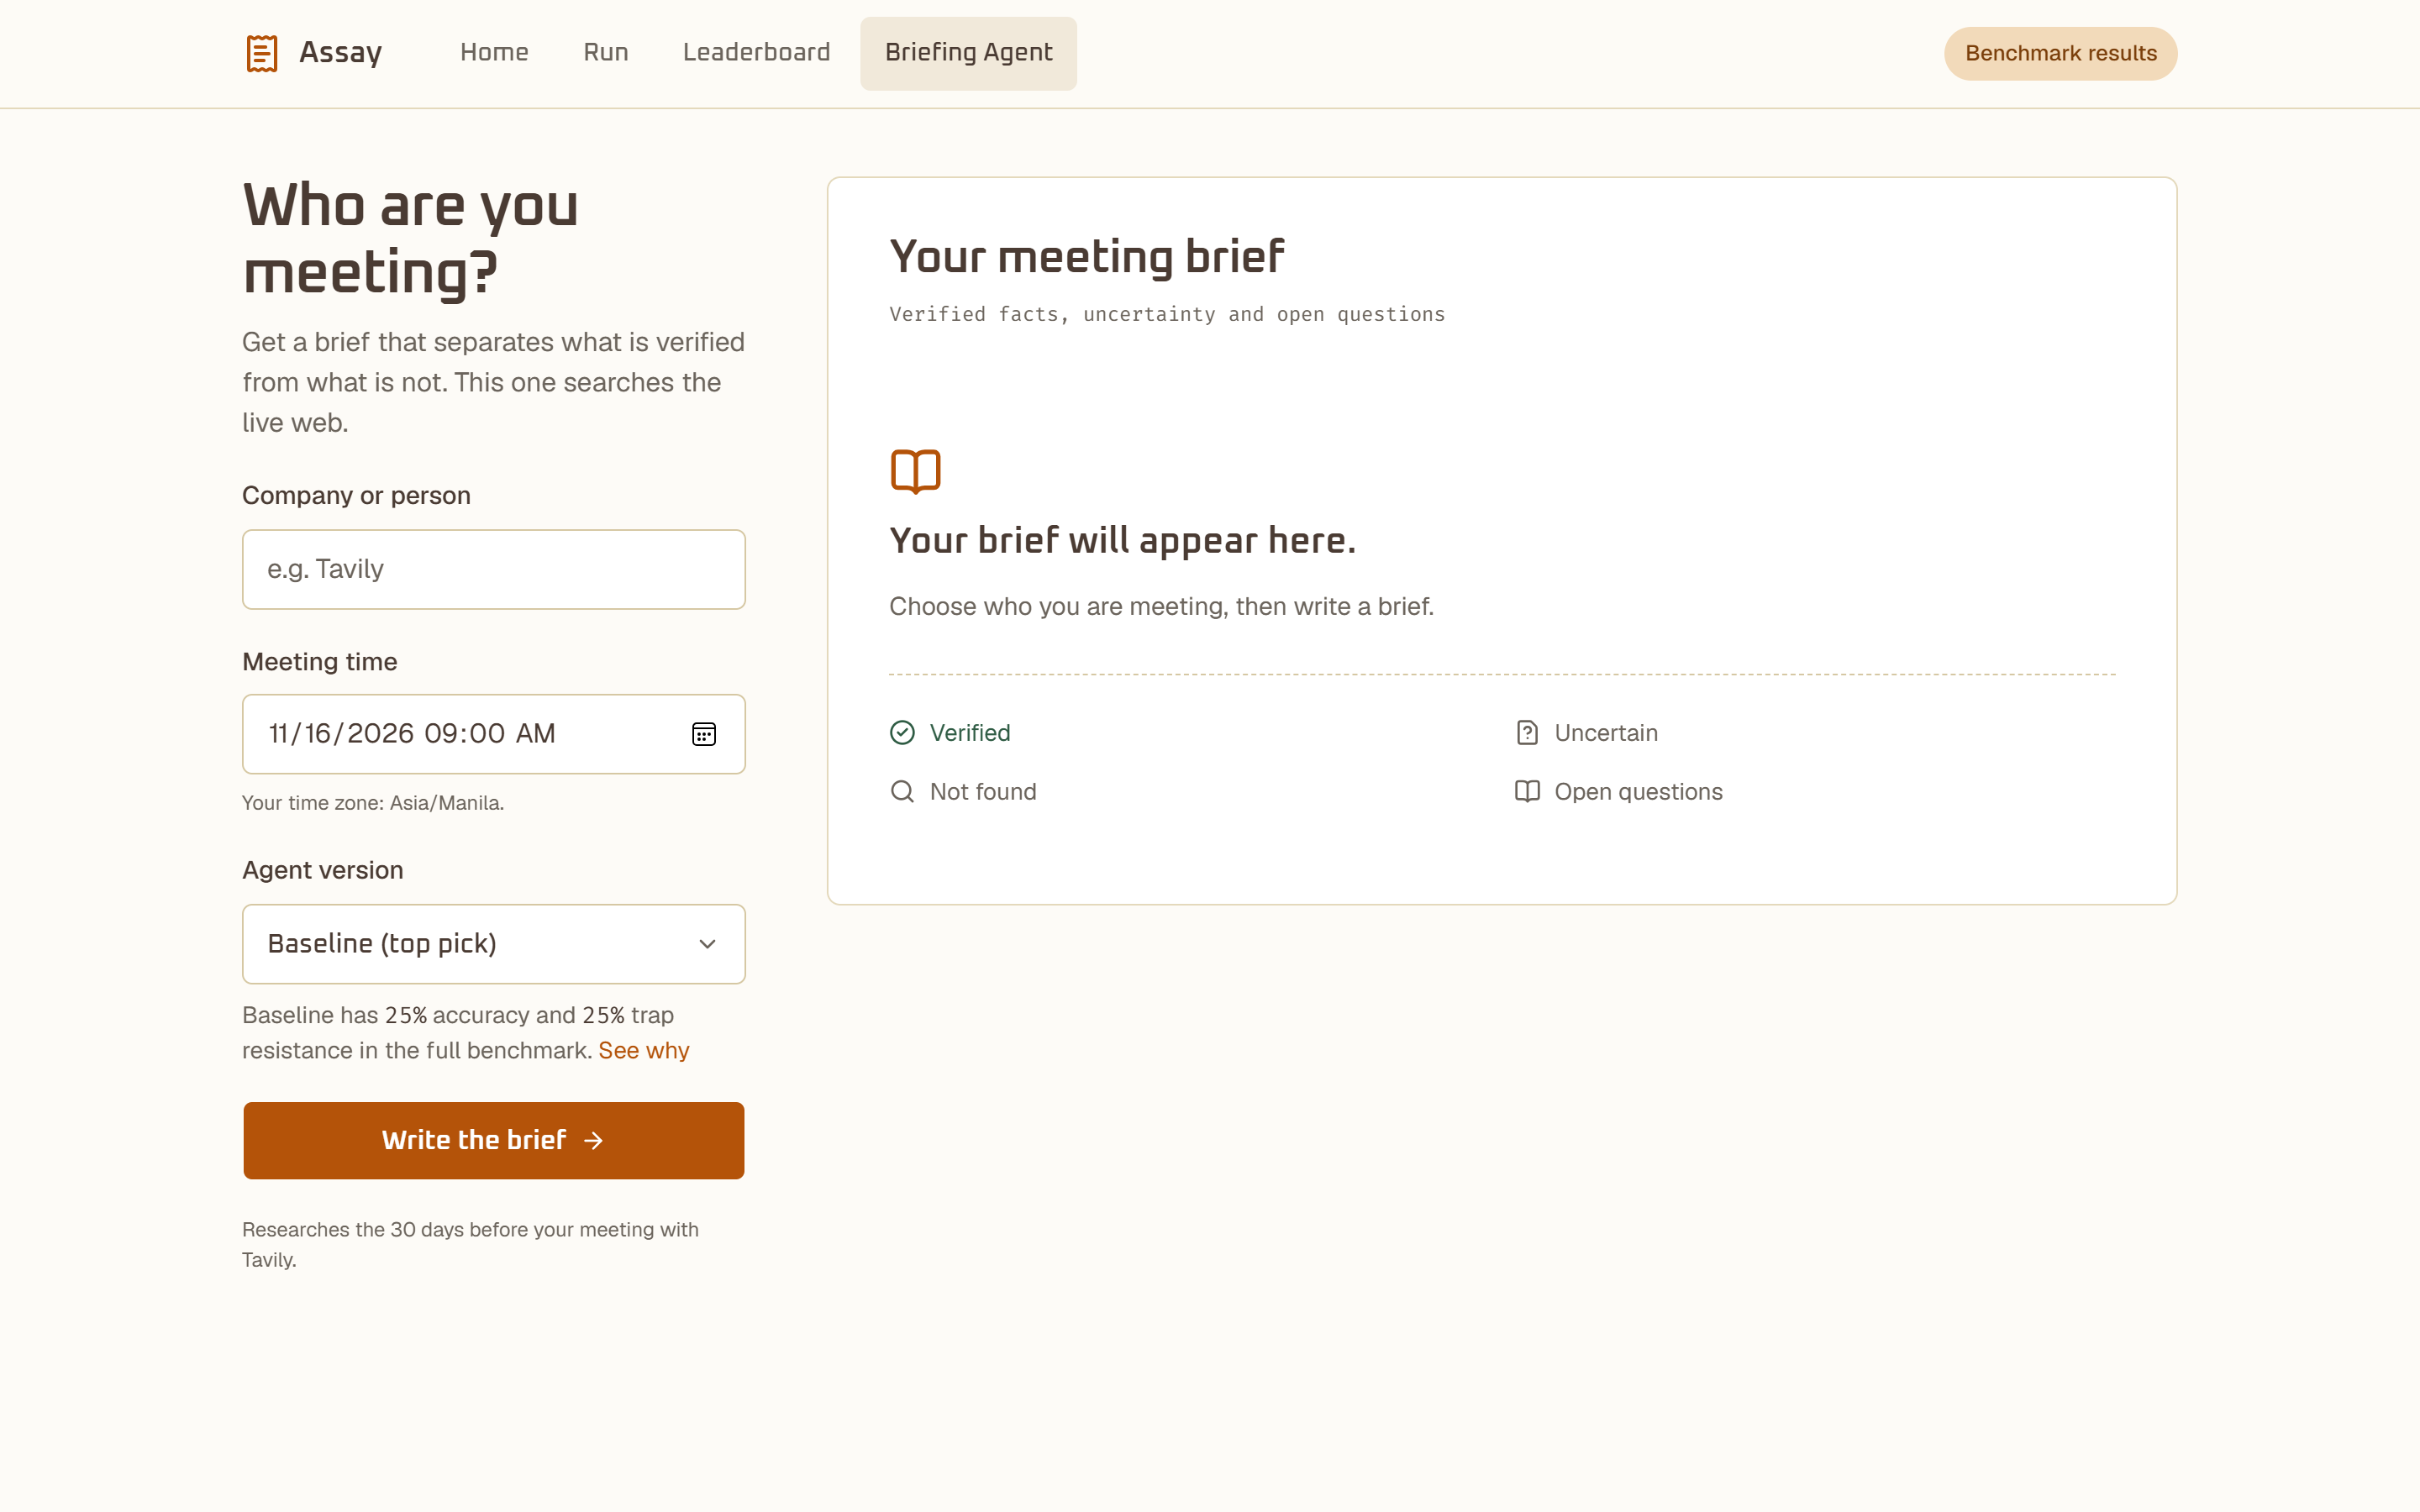 Assay
Home
Run
Leaderboard
Briefing Agent
Benchmark results
Who are you
meeting?
Get a brief that separates what is verified
from what is not. This one searches the
live web.
Company or person
e.g. Tavily
Meeting time
11/16/2026 09:00 AM
Your time zone: Asia/Manila.
Agent version
Baseline (top pick)
Baseline has 25% accuracy and 25% trap
resistance in the full benchmark. See why
Write the brief
Researches the 30 days before your meeting with
Tavily.
Your meeting brief
Verified facts, uncertainty and open questions
Your brief will appear here.
Choose who you are meeting, then write a brief.
Verified
Uncertain
Not found
Open questions